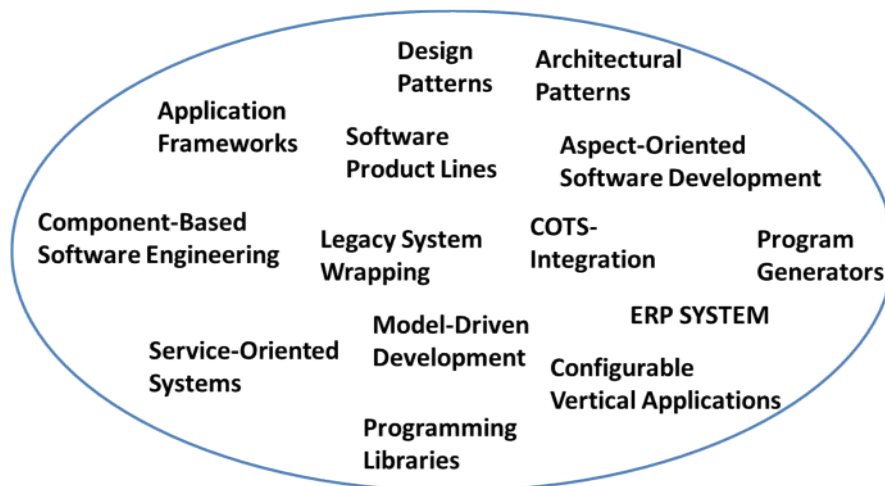 Design
Patterns
Architectural
Patterns
Application
Frameworks
Software
Product Lines
Aspect-Oriented
Software Development
Component-Based
Software Engineering
Legacy System
Wrapping
COTS-
Integration
Program
Generators
ERP SYSTEM
Model-Driven
Development
Service-Oriented
Systems
Configurable
Vertical Applications
Programming
Libraries